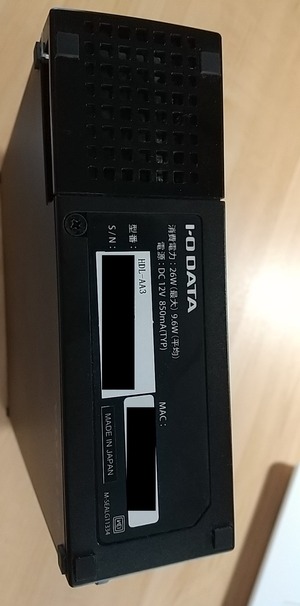 I-O DATA
消費電力：26W(最大) 9.6W(平均)
電源：DC 12V 850mA(TYP)
型番： HDL-AA3
MAC：
S/N：
MADE IN JAPAN
M-SEALG11334